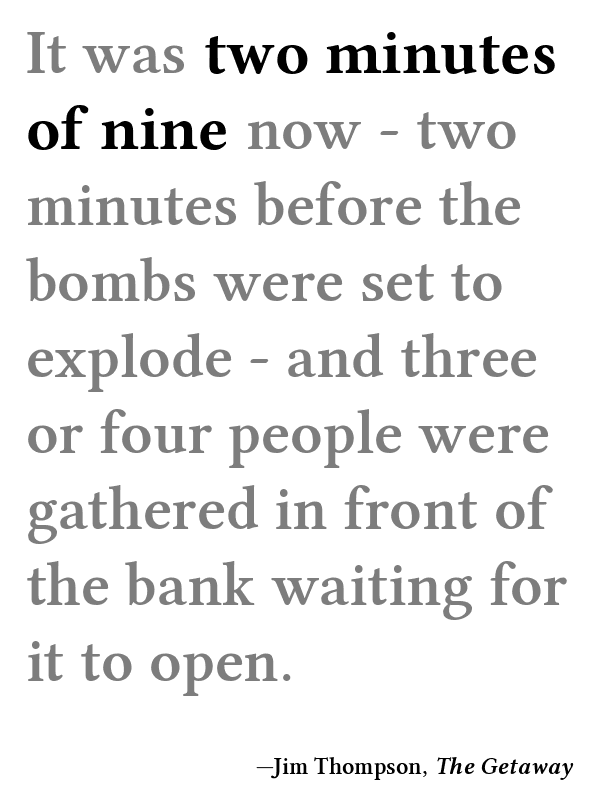 It was two minutes
of nine now - two
minutes before the
bombs were set to
explode - and three
or four people were
gathered in front of
the bank waiting for
it to open.
—Jim Thompson, The Getaway